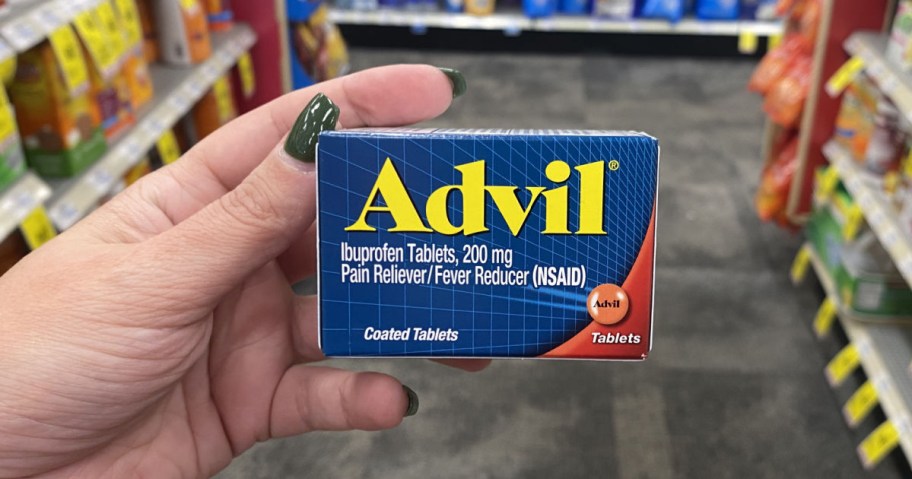 Advil®
Ibuprofen Tablets, 200 mg
Pain Reliever/Fever Reducer (NSAID)
Advil
Coated Tablets
Tablets